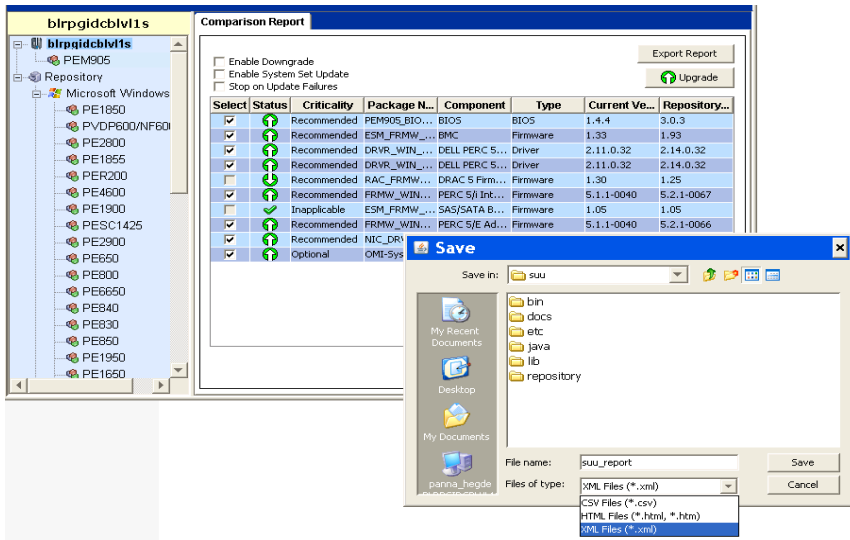 blrpgidcblvl1s
blrpgidcblvl1s
PEM905
Repository
Microsoft Windows
PE1850
PVDP600/NF600
PE2800
PE1855
PER200
PE4600
PE1900
PESC1425
PE2900
PE650
PE800
PE6650
PE840
PE830
PE850
PE1950
PE1650
Comparison Report
Enable Downgrade
Enable System Set Update
Stop on Update Failures
Export Report
Upgrade
Select Status Criticality Package N... Component Type Current Ve... Repository...
Recommended PEM905_BIO... BIOS BIOS 1.4.4 3.0.3
Recommended ESM_FRMW_... BMC Firmware 1.33 1.93
Recommended DRVR_WIN_... DELL PERC 5... Driver 2.11.0.32 2.14.0.32
Recommended DRVR_WIN_... DELL PERC 5... Driver 2.11.0.32 2.14.0.32
Recommended RAC_FRMW... DRAC 5 Firm... Firmware 1.30 1.25
Recommended FRMW_WIN... PERC 5/i Int... Firmware 5.1.1-0040 5.2.1-0067
Inapplicable ESM_FRMW_... SAS/SATA B... Firmware 1.05 1.05
Recommended FRMW_WIN... PERC 5/E Ad... Firmware 5.1.1-0040 5.2.1-0066
Recommended NIC_DRV
Optional OMI-Sys
Save
Save in: suu
My Recent
Documents
Desktop
My Documents
panna_hegde
bin
docs
etc
java
lib
repository
File name: suu_report Save
Files of type: XML Files (*.xml) Cancel
CSV Files (*.csv)
HTML Files (*.html, *.htm)
XML Files (*.xml)